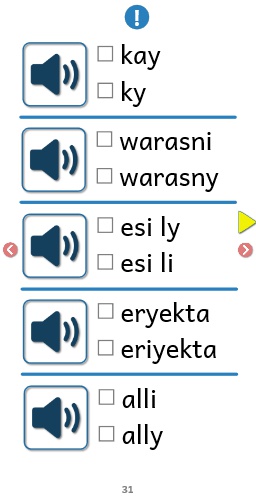 !
kay
ky
warasni
warasny
esi ly
esi li
eryekta
eriyekta
alli
ally
31